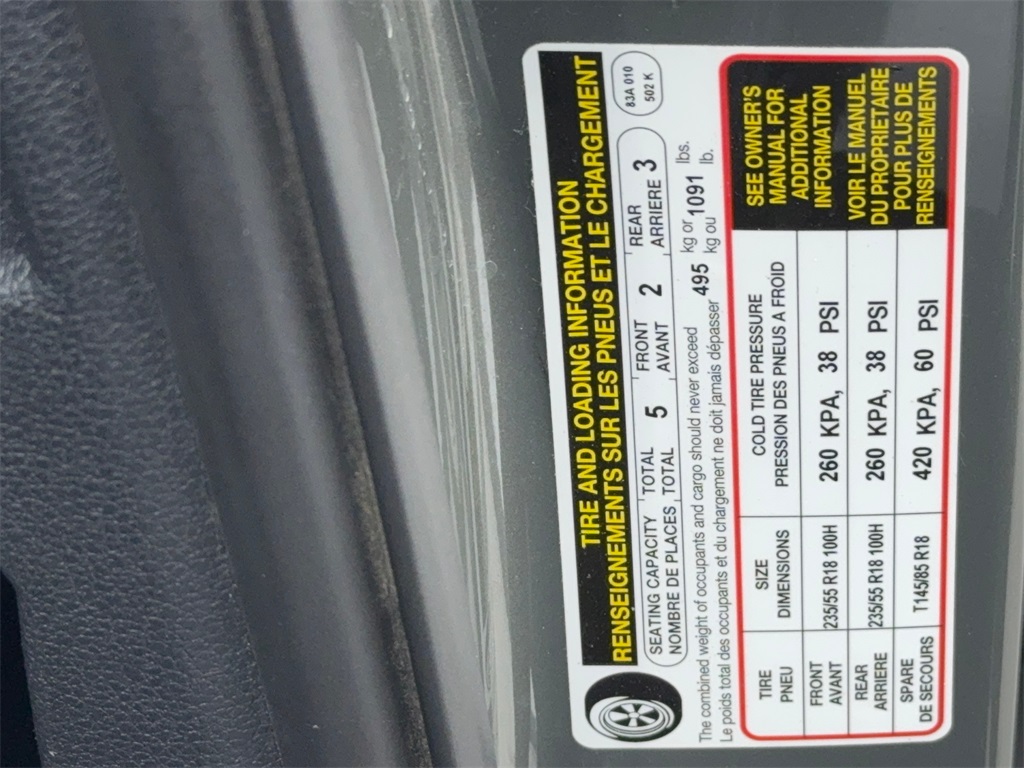 TIRE AND LOADING INFORMATION
RENSEIGNEMENTS SUR LES PNEUS ET LE CHARGEMENT
83A 010
502 K
SEATING CAPACITY TOTAL 5 FRONT 2 REAR 3
NOMBRE DE PLACES TOTAL AVANT ARRIERE
The combined weight of occupants and cargo should never exceed 495 kg or 1091 lbs.
Le poids total des occupants et du chargement ne doit jamais dépasser kg ou lb.
TIRE SIZE COLD TIRE PRESSURE
PNEU DIMENSIONS PRESSION DES PNEUS A FROID
FRONT 235/55 R18 100H 260 KPA, 38 PSI
AVANT
REAR 235/55 R18 100H 260 KPA, 38 PSI
ARRIERE
SPARE T145/85 R18 420 KPA, 60 PSI
DE SECOURS
SEE OWNER'S
MANUAL FOR
ADDITIONAL
INFORMATION
VOIR LE MANUEL
DU PROPRIETAIRE
POUR PLUS DE
RENSEIGNEMENTS